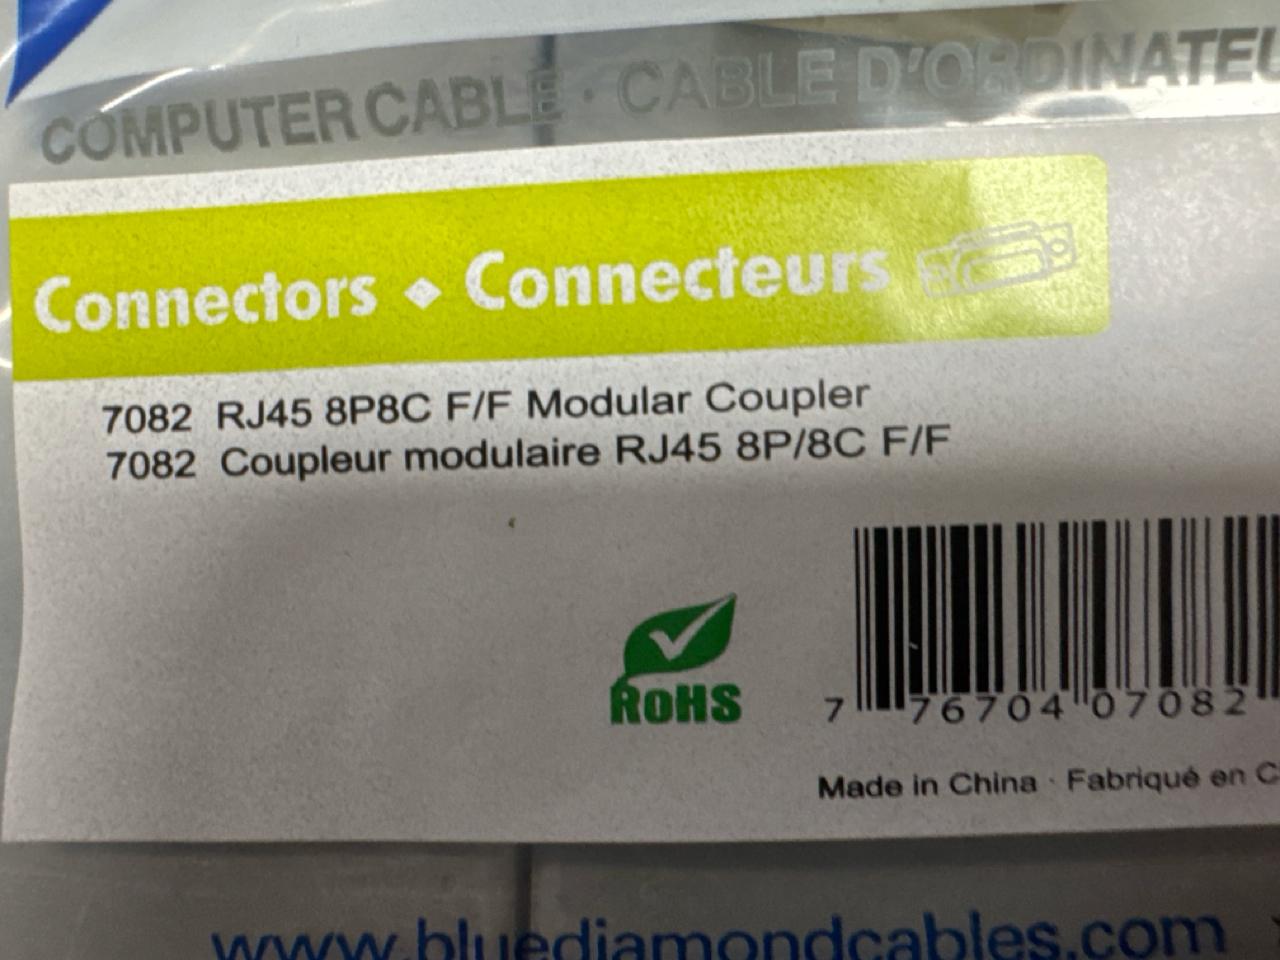 COMPUTER CABLE · CABLE D'ORDINATEU
Connectors ◆ Connecteurs
7082 RJ45 8P8C F/F Modular Coupler
7082 Coupleur modulaire RJ45 8P/8C F/F
RoHS
7 76704 07082
Made in China · Fabriqué en C
www.bluediamondcables.com